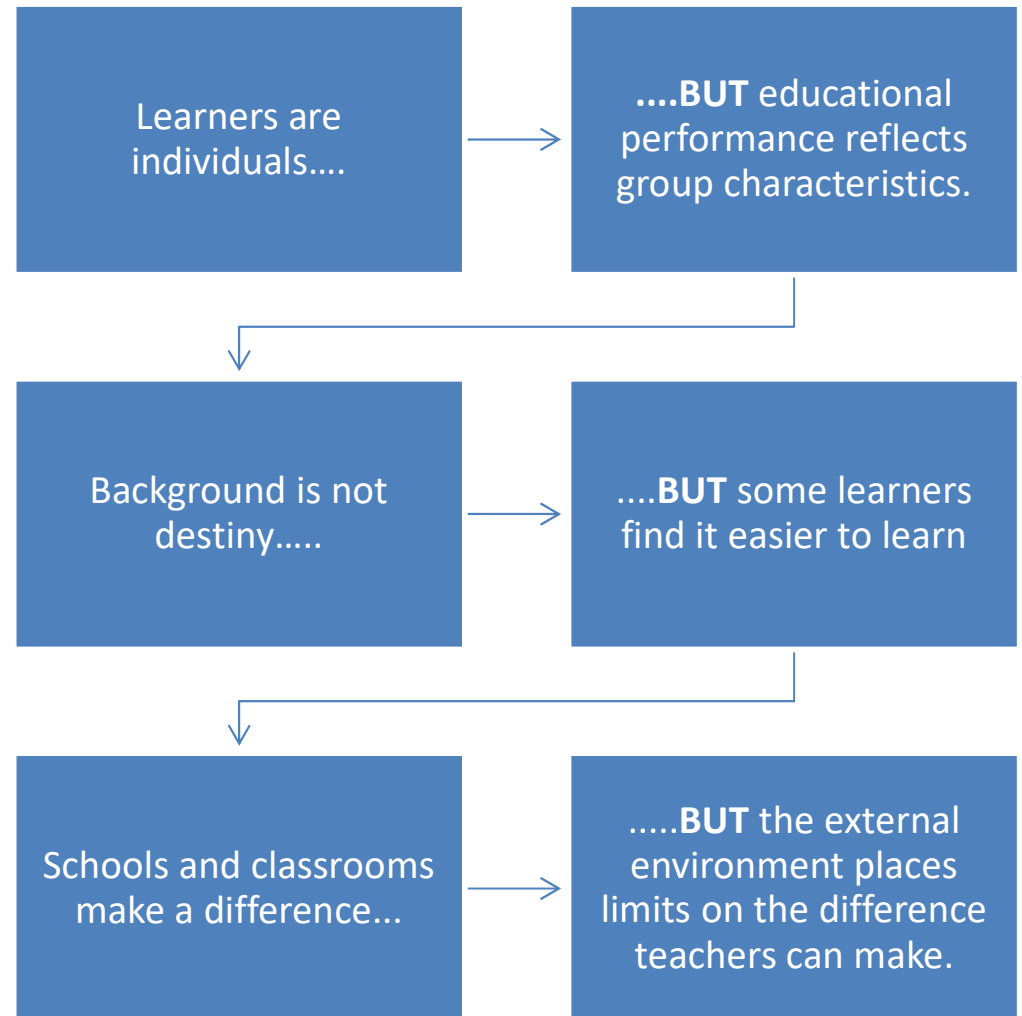 Learners are
individuals....
....BUT educational
performance reflects
group characteristics.
Background is not
destiny.....
....BUT some learners
find it easier to learn
Schools and classrooms
make a difference...
.....BUT the external
environment places
limits on the difference
teachers can make.